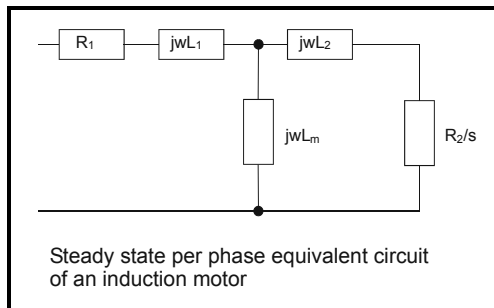 R1
jwL1
jwL2
jwLm
R2/s
Steady state per phase equivalent circuit
of an induction motor